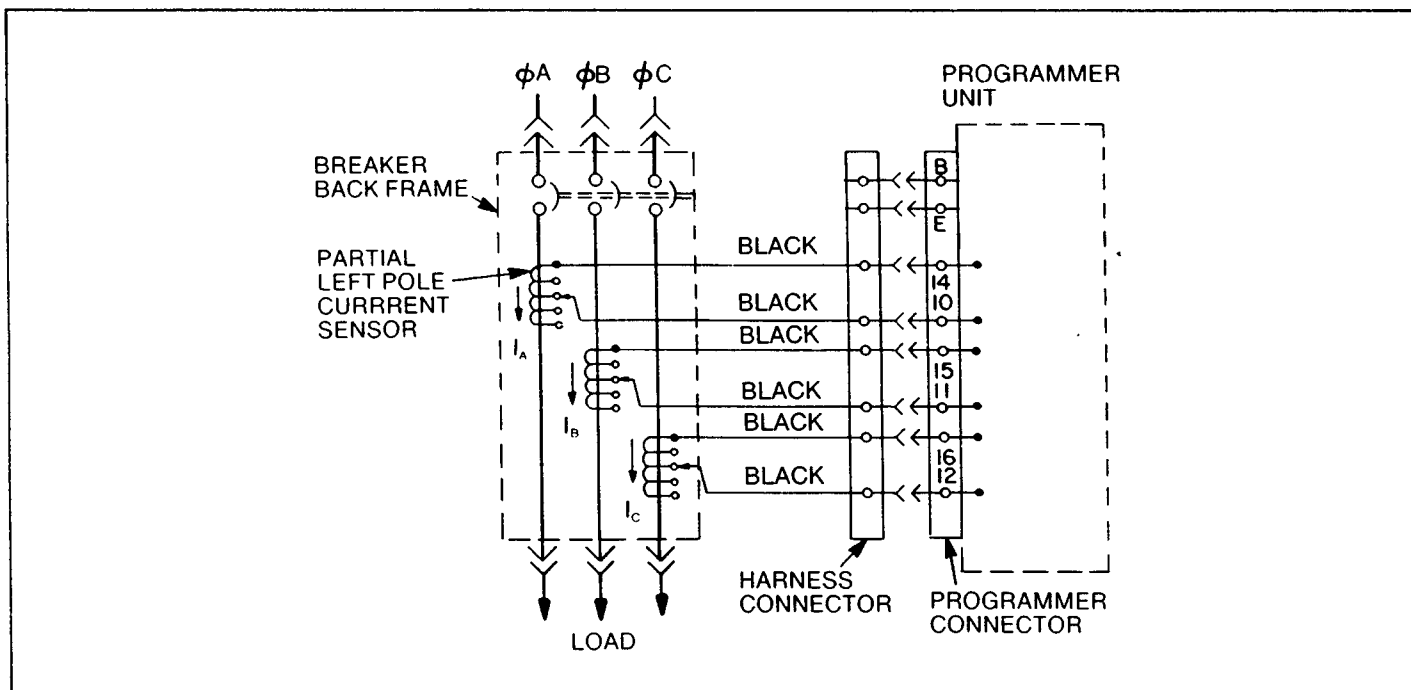 ϕA ϕB ϕC
PROGRAMMER
UNIT
BREAKER
BACK FRAME
B
E
PARTIAL
LEFT POLE
CURRRENT
SENSOR
BLACK
14
10
BLACK
BLACK
IA
15
11
BLACK
BLACK
IB
16
12
BLACK
IC
HARNESS
CONNECTOR
PROGRAMMER
CONNECTOR
LOAD